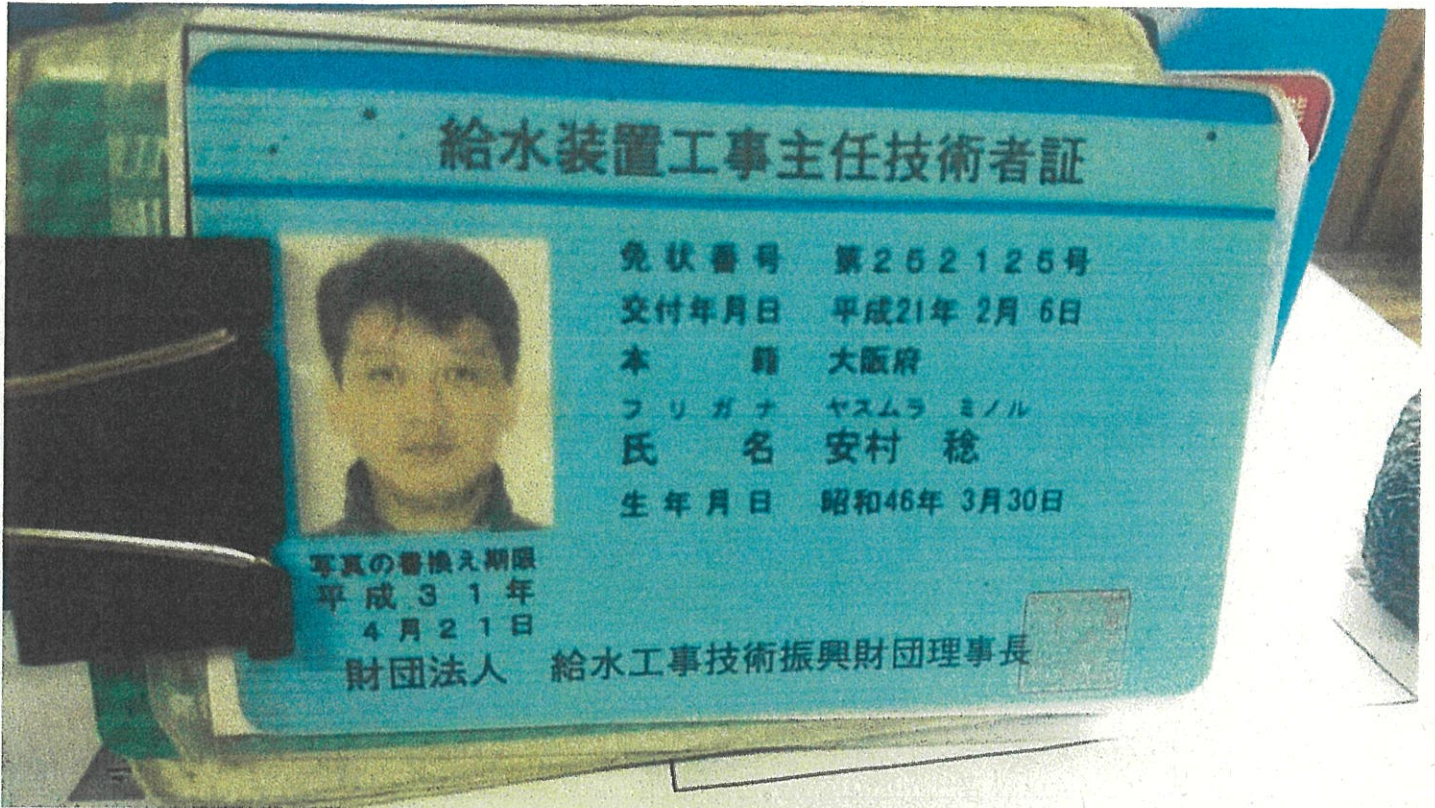 給水装置工事主任技術者証
免状番号 第252125号
交付年月日 平成21年 2月 6日
本籍 大阪府
フリガナ ヤスムラ ミノル
氏名 安村 稔
生年月日 昭和46年 3月30日
写真の書換え期限
平成31年
4月21日
財団法人 給水工事技術振興財団理事長